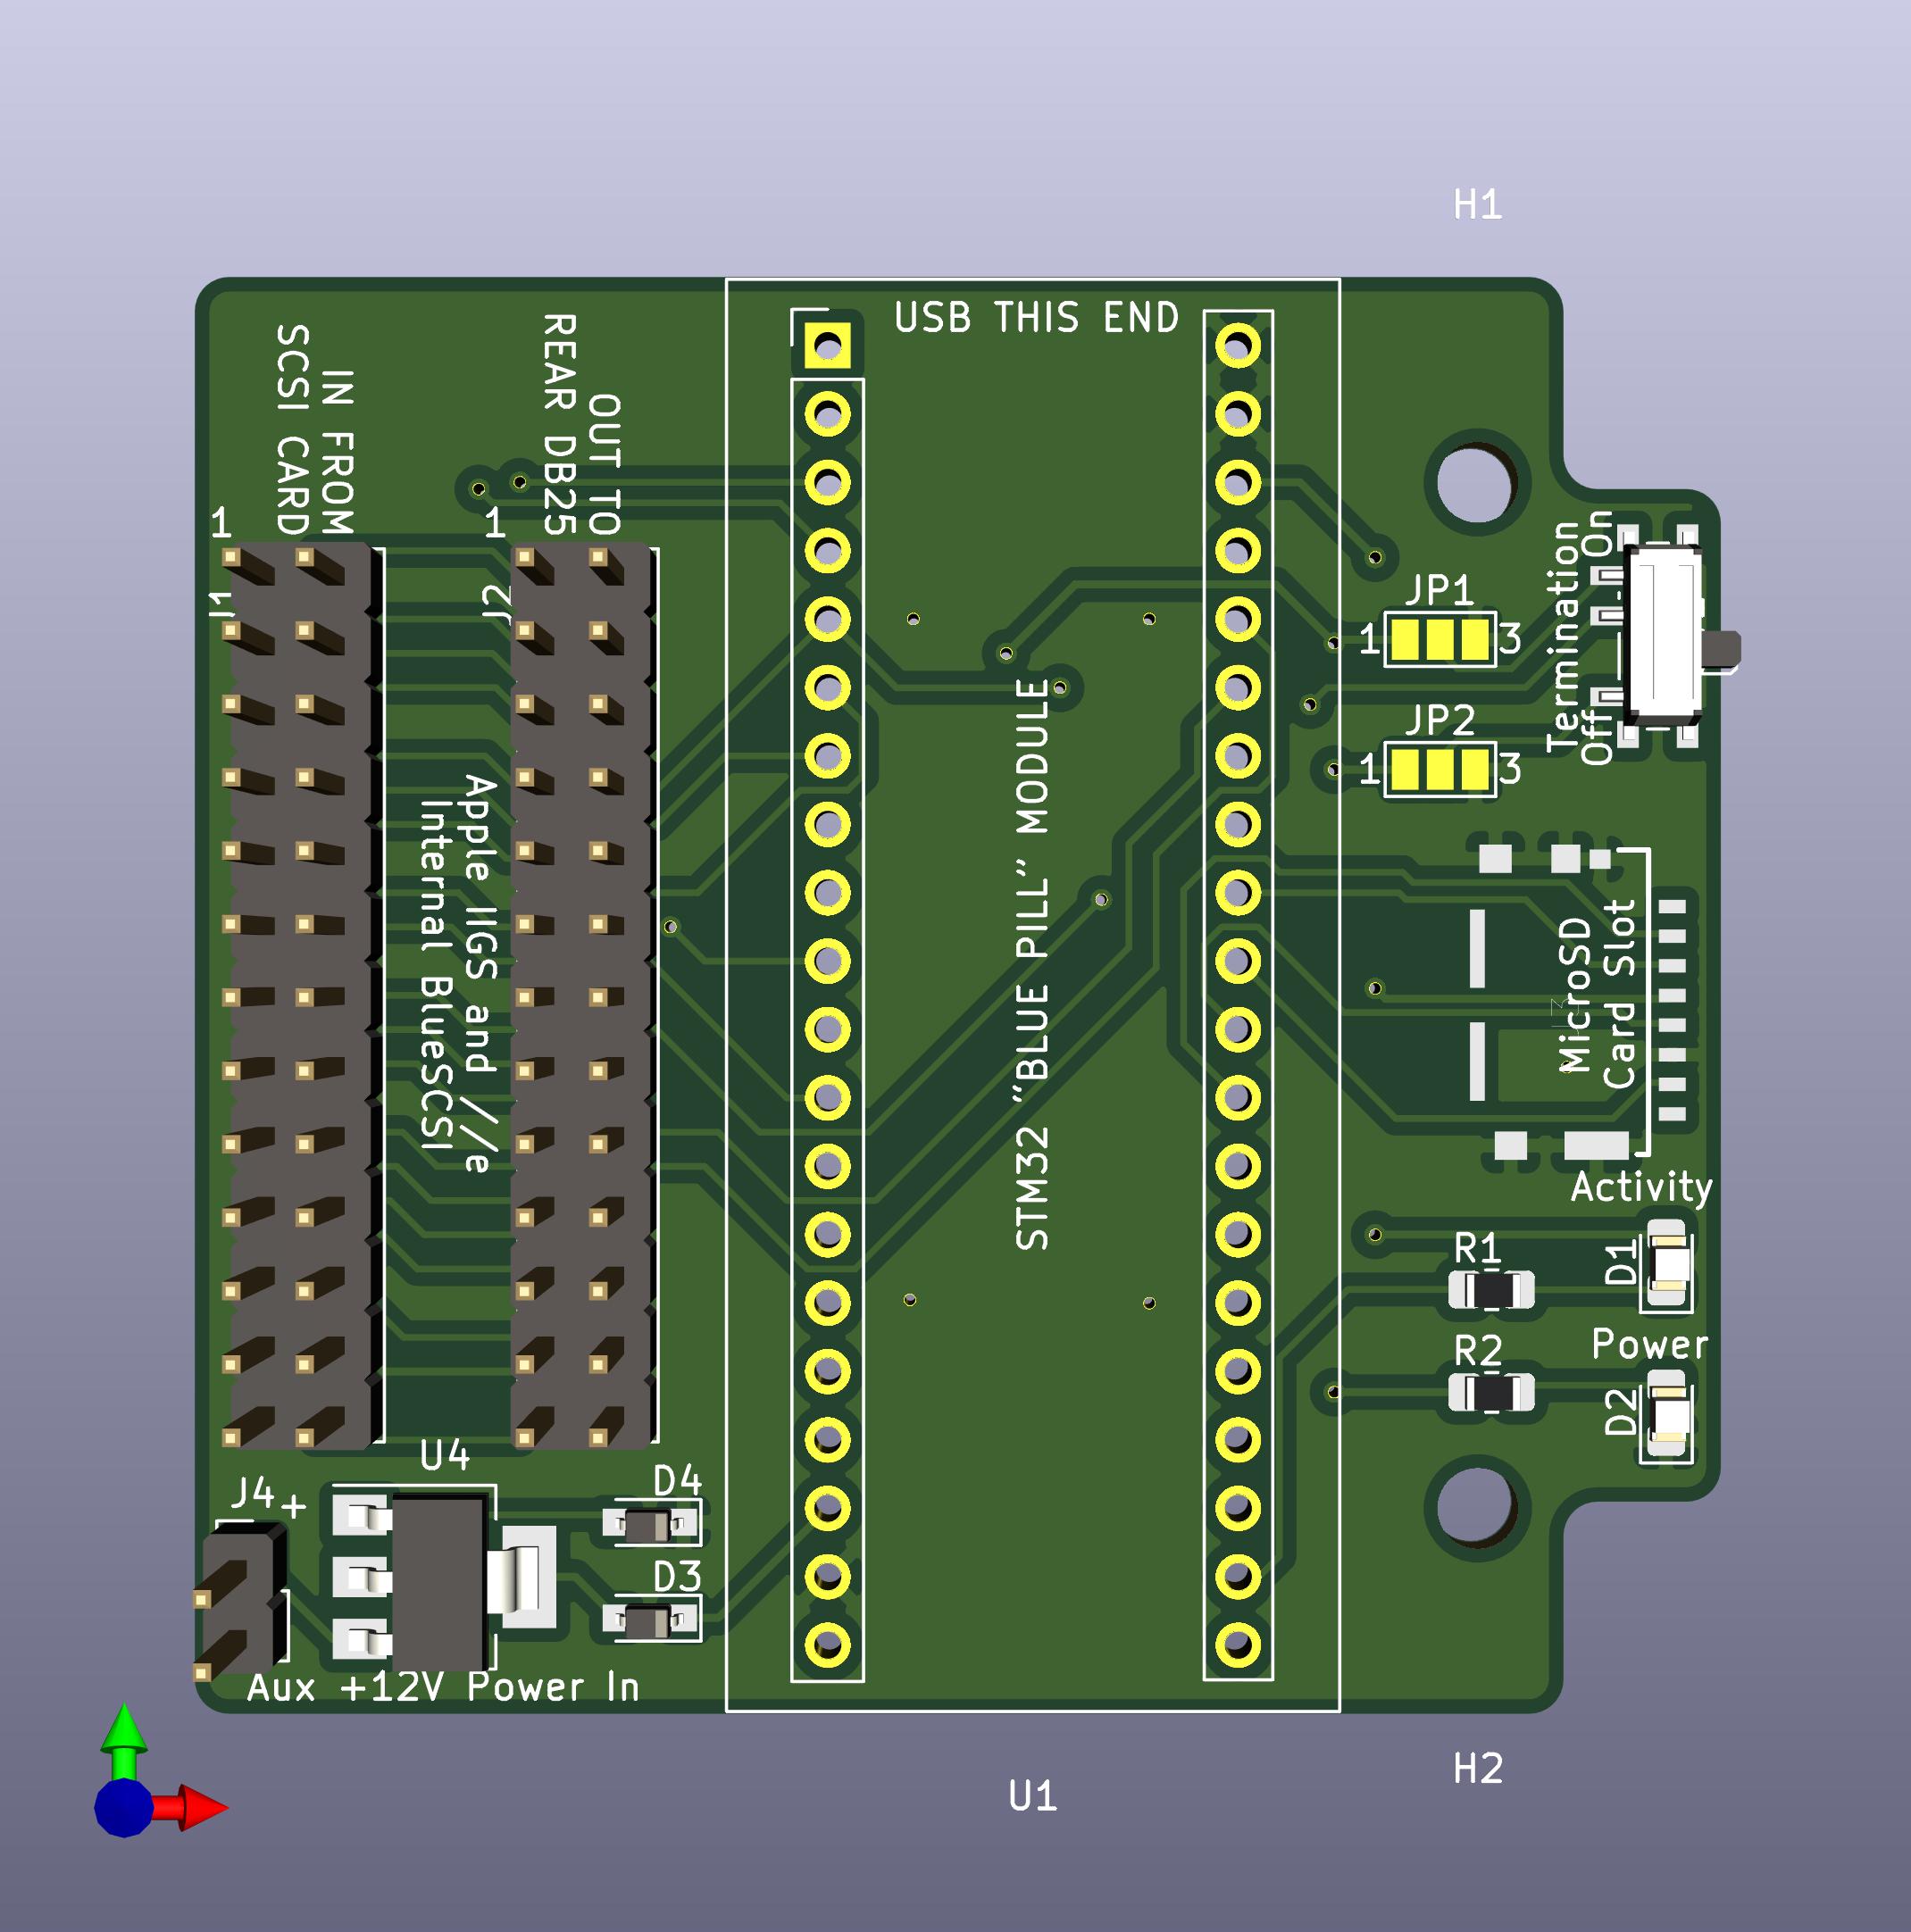 H1
USB THIS END
SCSI CARD
IN FROM
REAR DB25
OUT TO
1
1
J1
J2
Apple IIGS and //e
Internal BlueSCSI
STM32 "BLUE PILL" MODULE
JP1
1
3
JP2
1
3
Termination
On
Off
MicroSD
Card Slot
Activity
R1
D1
Power
R2
D2
U4
J4
+
D4
D3
Aux +12V Power In
U1
H2